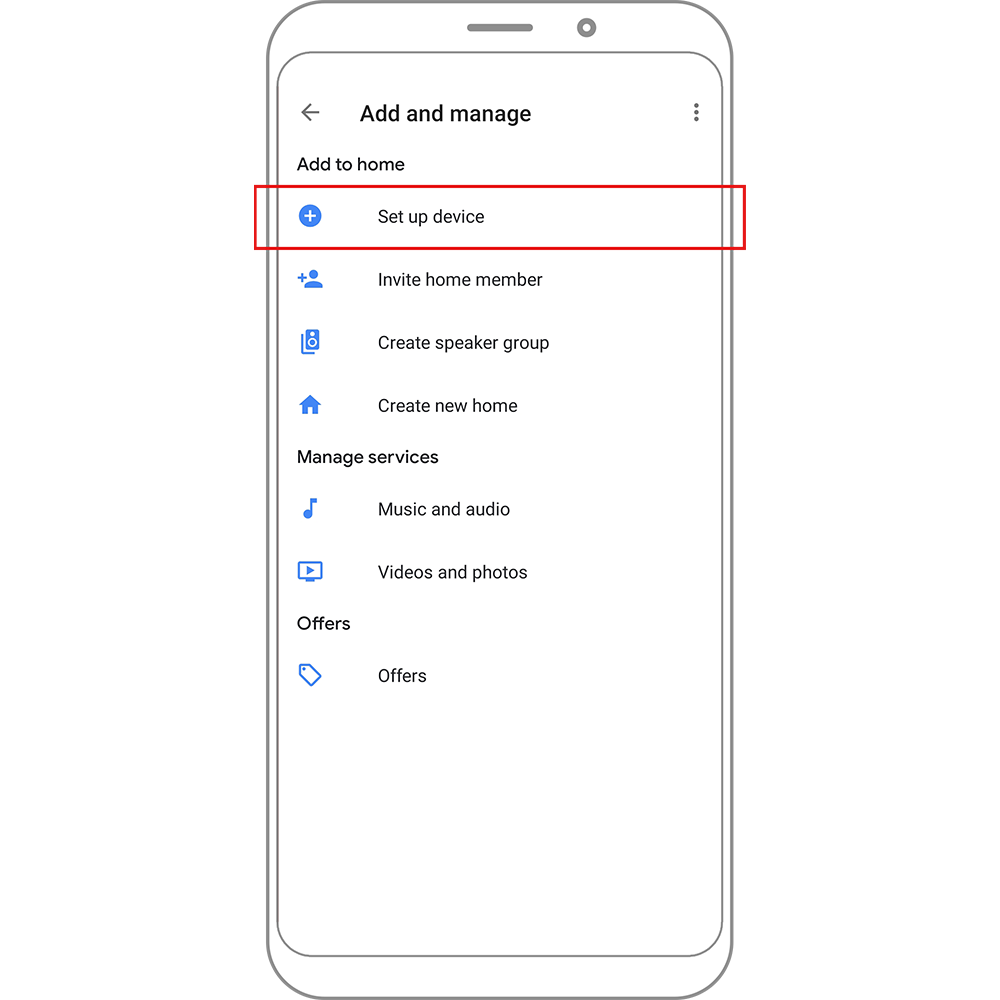 Add and manage
Add to home
Set up device
Invite home member
Create speaker group
Create new home
Manage services
Music and audio
Videos and photos
Offers
Offers